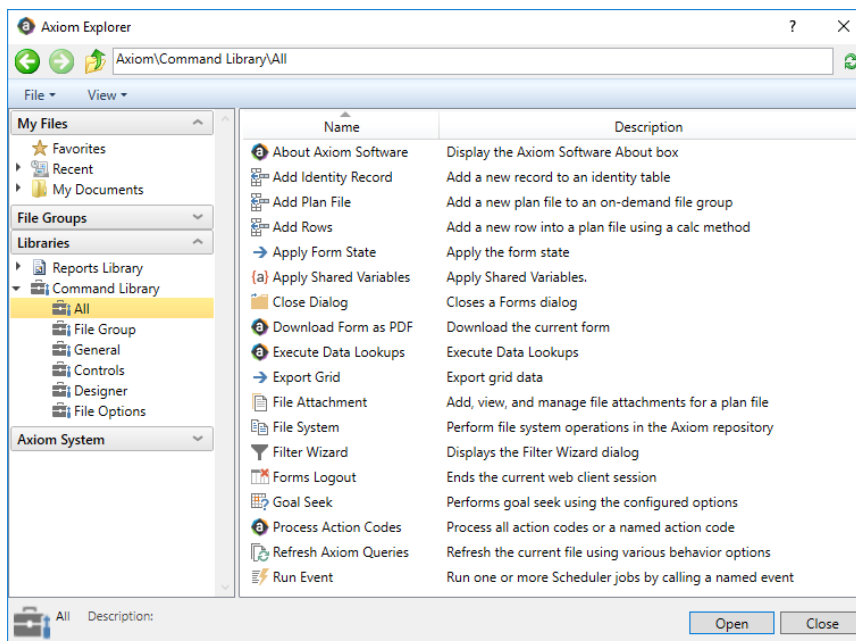 Axiom Explorer
?
Axiom\Command Library\All
File
View
My Files
Favorites
Recent
My Documents
File Groups
Libraries
Reports Library
Command Library
All
File Group
General
Controls
Designer
File Options
Axiom System
Name Description
About Axiom Software Display the Axiom Software About box
Add Identity Record Add a new record to an identity table
Add Plan File Add a new plan file to an on-demand file group
Add Rows Add a new row into a plan file using a calc method
Apply Form State Apply the form state
{a} Apply Shared Variables Apply Shared Variables.
Close Dialog Closes a Forms dialog
Download Form as PDF Download the current form
Execute Data Lookups Execute Data Lookups
Export Grid Export grid data
File Attachment Add, view, and manage file attachments for a plan file
File System Perform file system operations in the Axiom repository
Filter Wizard Displays the Filter Wizard dialog
Forms Logout Ends the current web client session
Goal Seek Performs goal seek using the configured options
Process Action Codes Process all action codes or a named action code
Refresh Axiom Queries Refresh the current file using various behavior options
Run Event Run one or more Scheduler jobs by calling a named event
All Description:
Open
Close